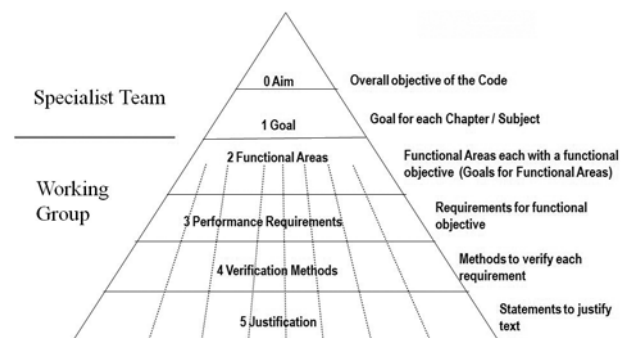 0 Aim
Overall objective of the Code
Specialist Team
1 Goal
Goal for each Chapter / Subject
2 Functional Areas
Functional Areas each with a functional
objective (Goals for Functional Areas)
Working
Group
3 Performance Requirements
Requirements for functional
objective
4 Verification Methods
Methods to verify each
requirement
5 Justification
Statements to justify
text